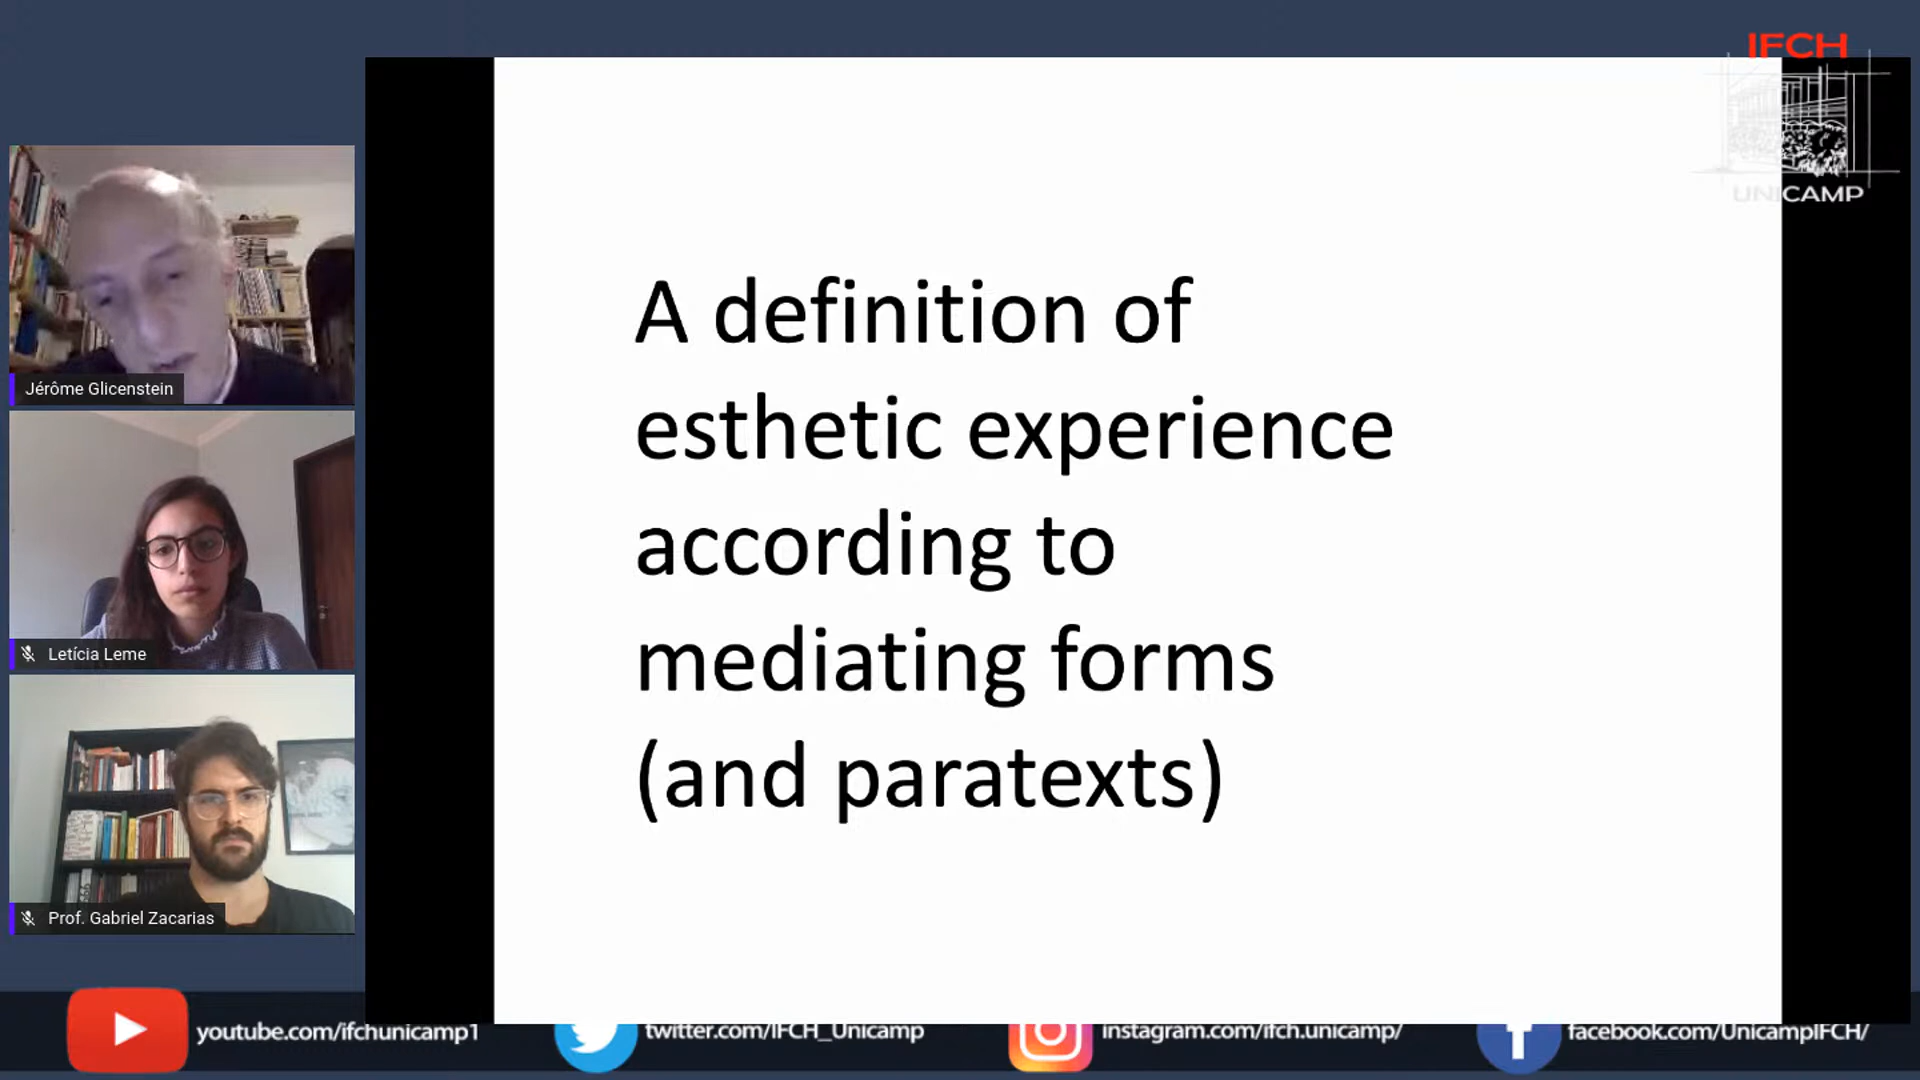 IFCH
UNICAMP
A definition of
esthetic experience
according to
mediating forms
(and paratexts)
Jérôme Glicenstein
Letícia Leme
Prof. Gabriel Zacarias
youtube.com/ifchunicamp1
twitter.com/IFCH_Unicamp
instagram.com/ifch.unicamp/
facebook.com/UnicampIFCH/